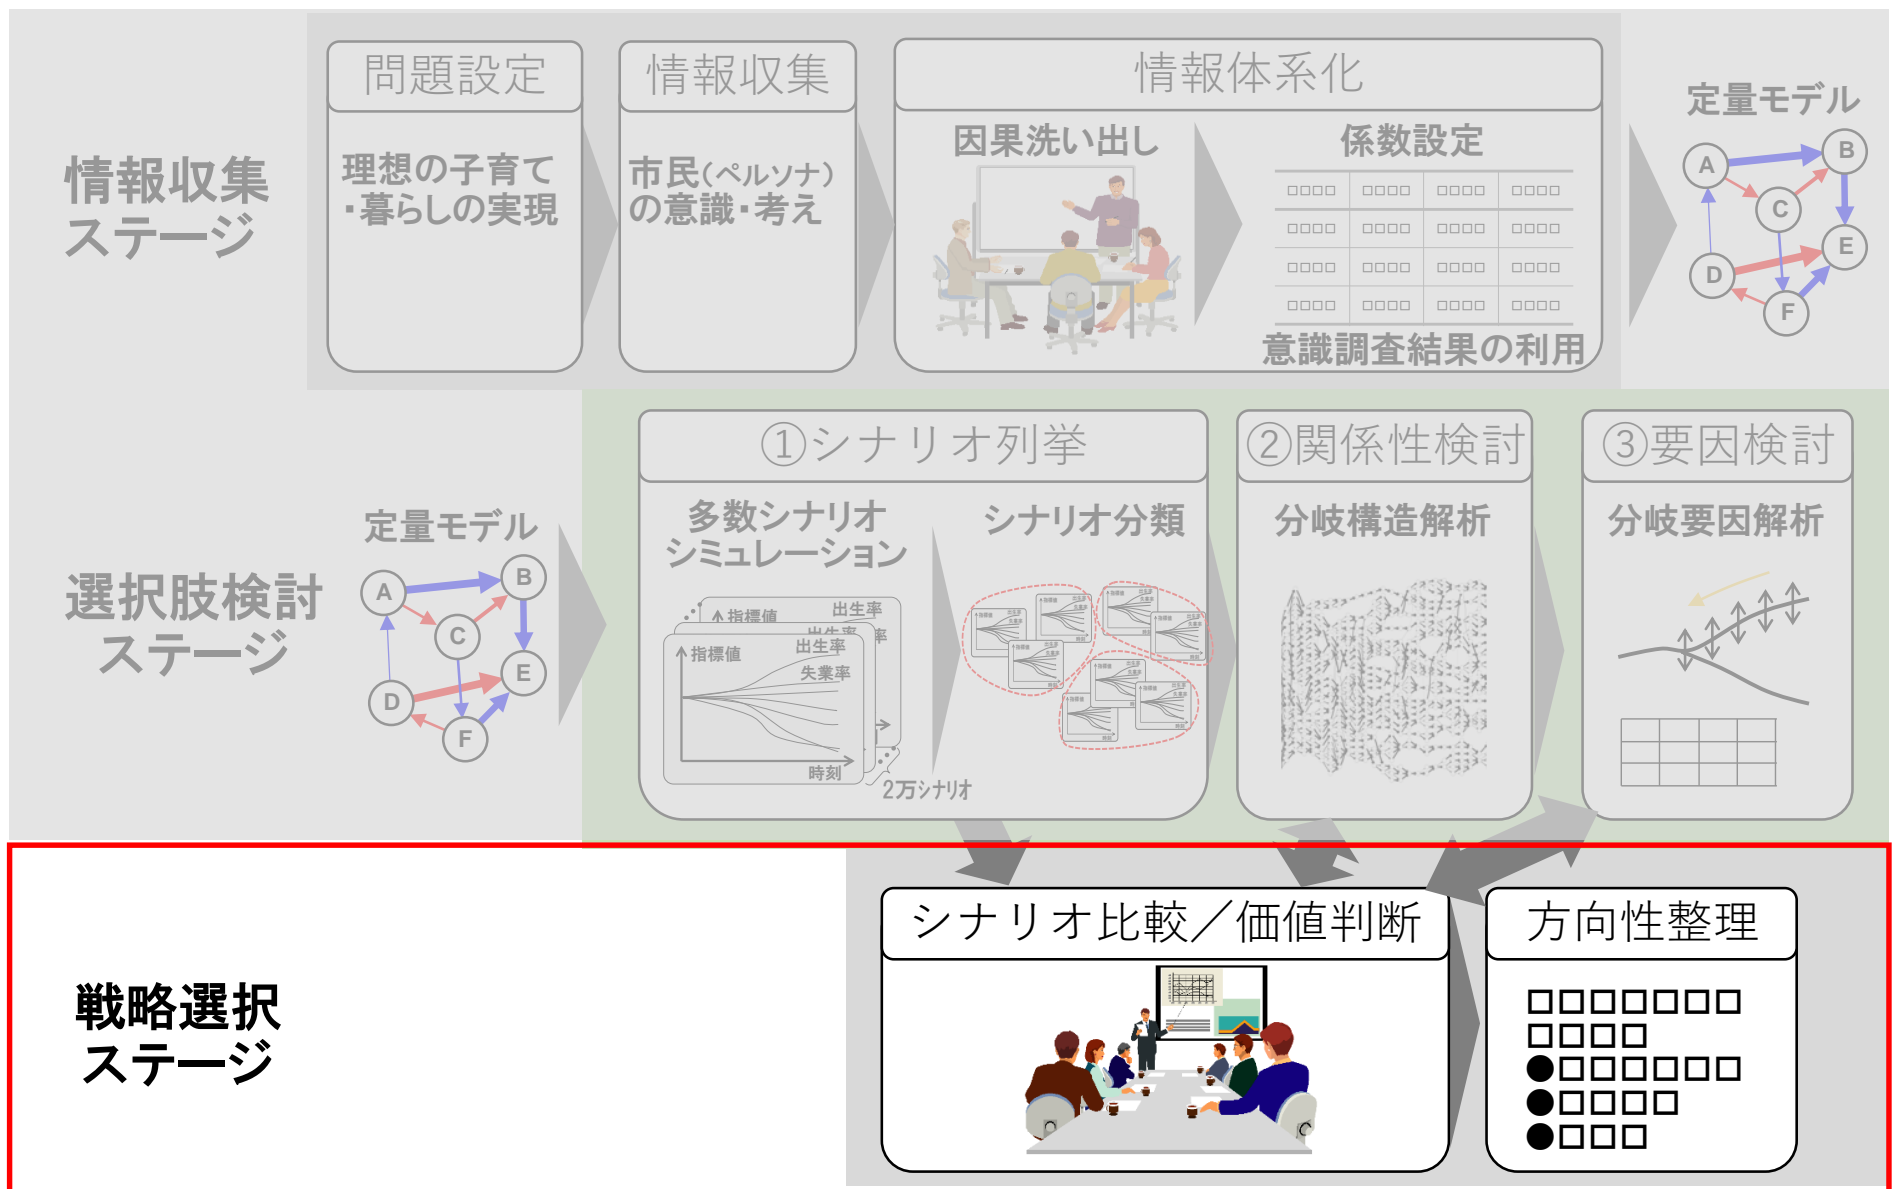 情報収集
ステージ
問題設定
理想の子育て
・暮らしの実現
情報収集
市民(ペルソナ)
の意識・考え
情報体系化
因果洗い出し
係数設定
□□□□ □□□□ □□□□ □□□□
□□□□ □□□□ □□□□ □□□□
□□□□ □□□□ □□□□ □□□□
□□□□ □□□□ □□□□ □□□□
意識調査結果の利用
定量モデル
A
B
C
D
E
F
選択肢検討
ステージ
定量モデル
A
B
C
D
E
F
①シナリオ列挙
多数シナリオ
シミュレーション
指標値
出生率
指標値
出生率
失業率
時刻
2万シナリオ
シナリオ分類
②関係性検討
分岐構造解析
③要因検討
分岐要因解析
戦略選択
ステージ
シナリオ比較／価値判断
方向性整理
□□□□□□□
□□□□
●□□□□□□
●□□□□
●□□□